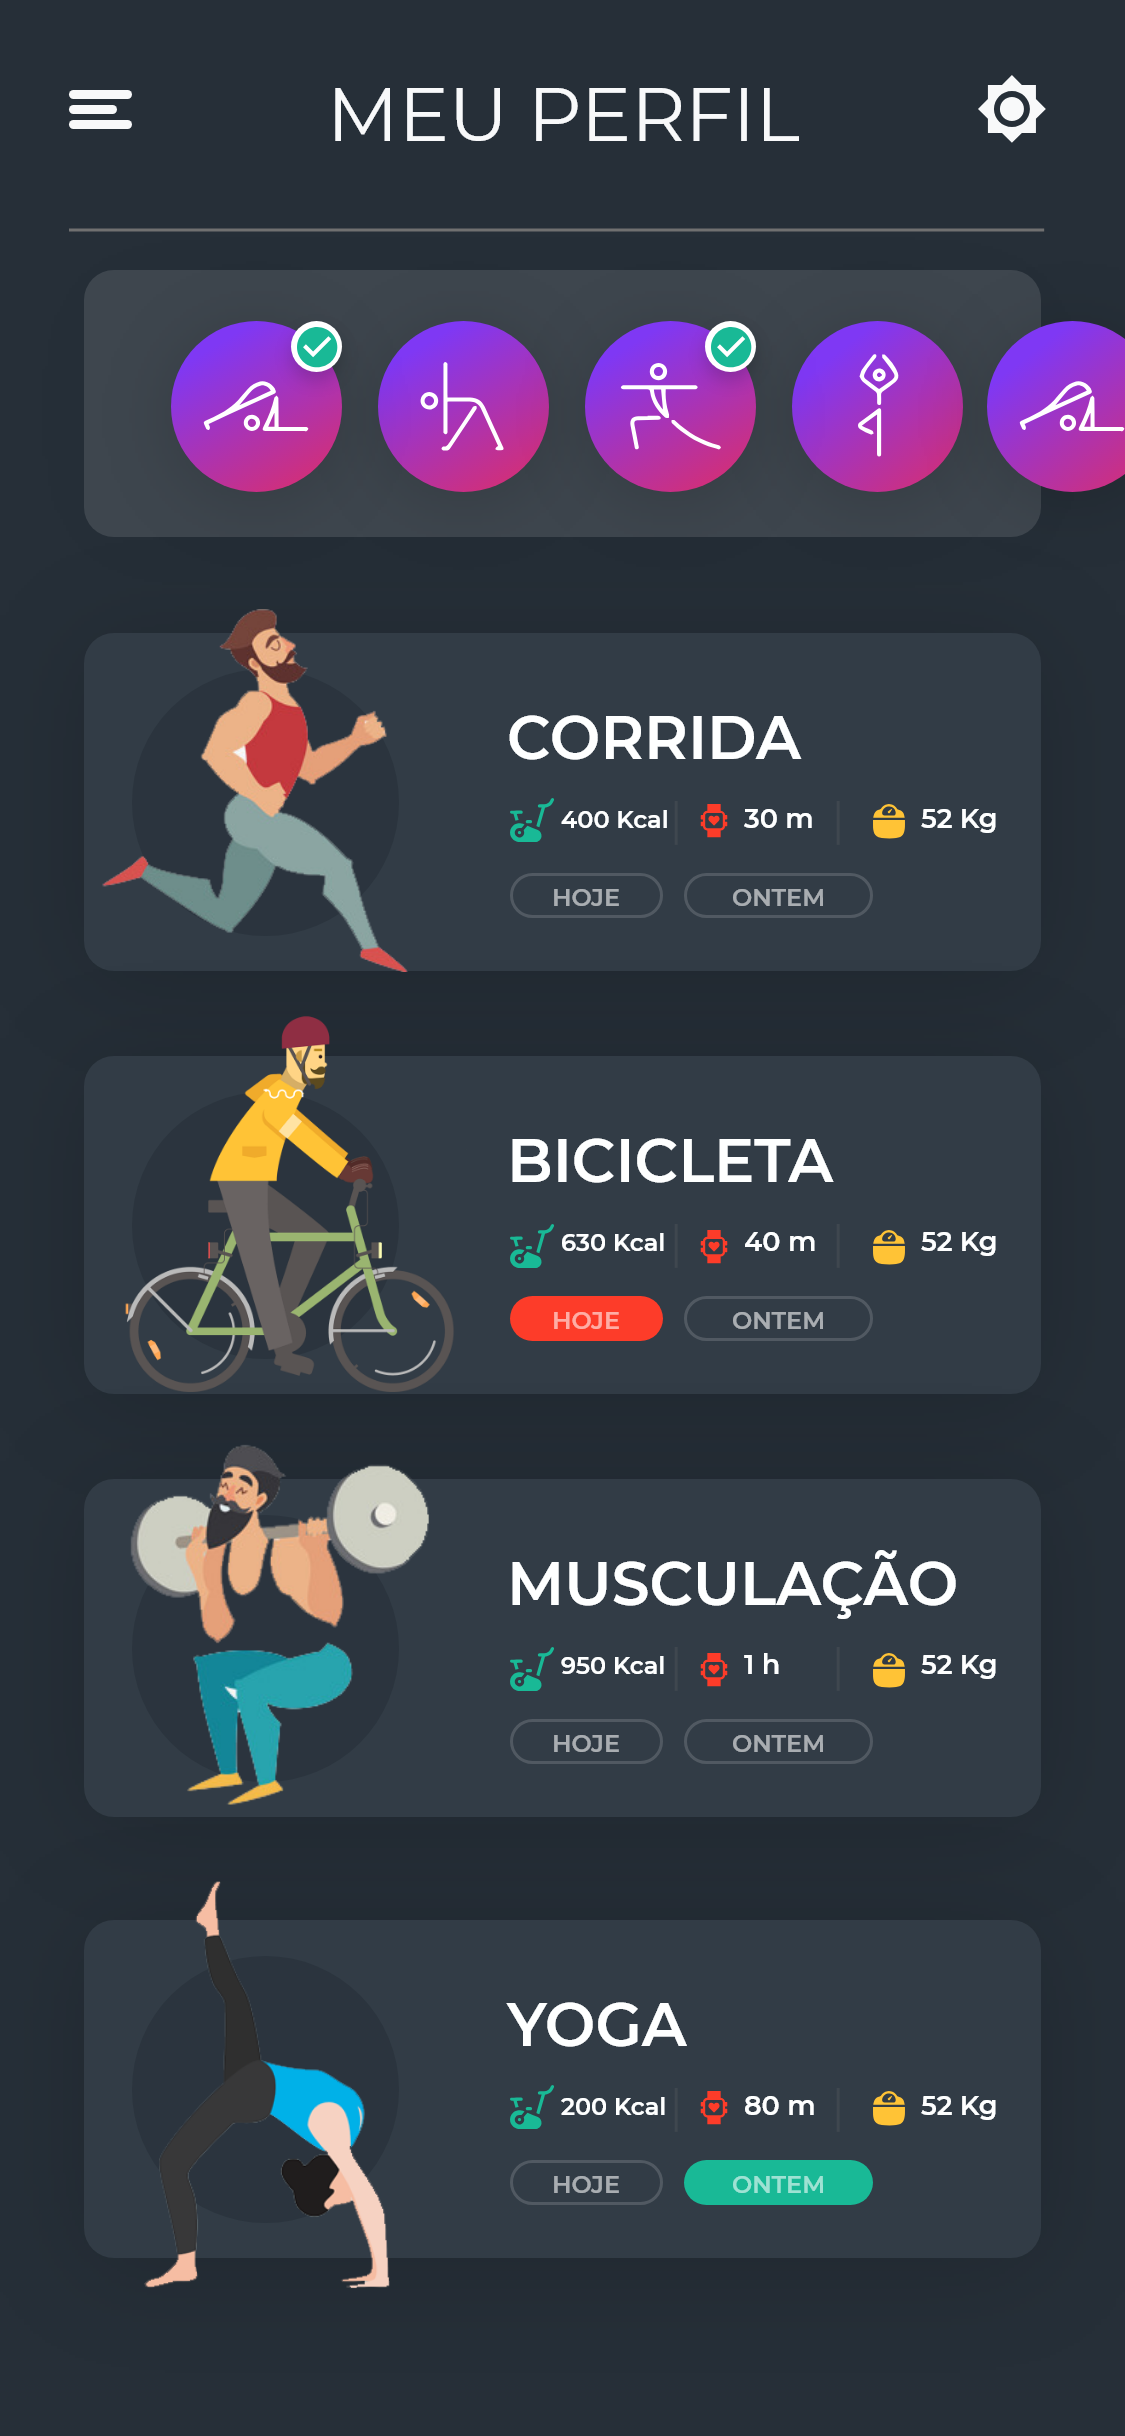 MEU PERFIL
CORRIDA
400 Kcal 30 m 52 Kg
HOJE ONTEM
BICICLETA
630 Kcal 40 m 52 Kg
HOJE ONTEM
MUSCULAÇÃO
950 Kcal 1 h 52 Kg
HOJE ONTEM
YOGA
200 Kcal 80 m 52 Kg
HOJE ONTEM